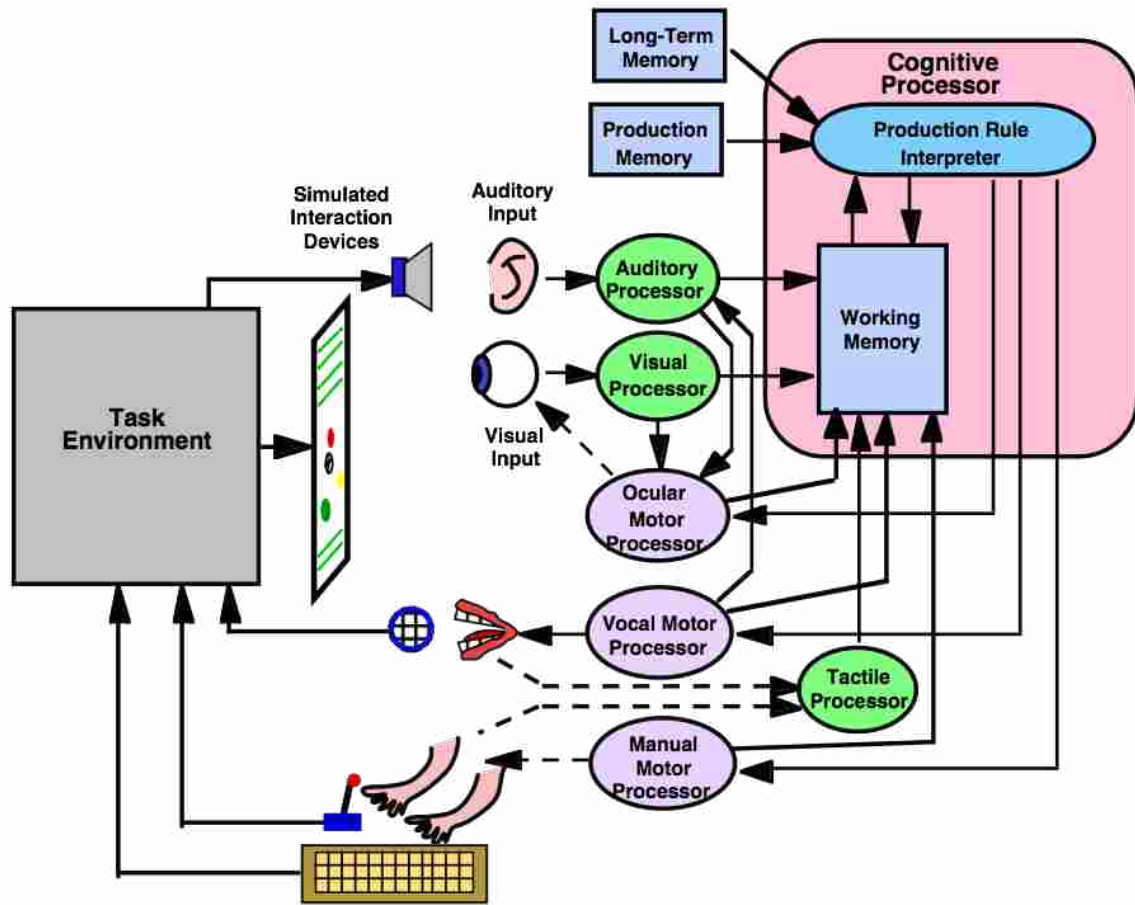 Long-Term
Memory
Cognitive
Processor
Production
Memory
Production Rule
Interpreter
Simulated
Interaction
Devices
Auditory
Input
Auditory
Processor
Working
Memory
Visual
Processor
Task
Environment
Visual
Input
Ocular
Motor
Processor
Vocal Motor
Processor
Tactile
Processor
Manual
Motor
Processor